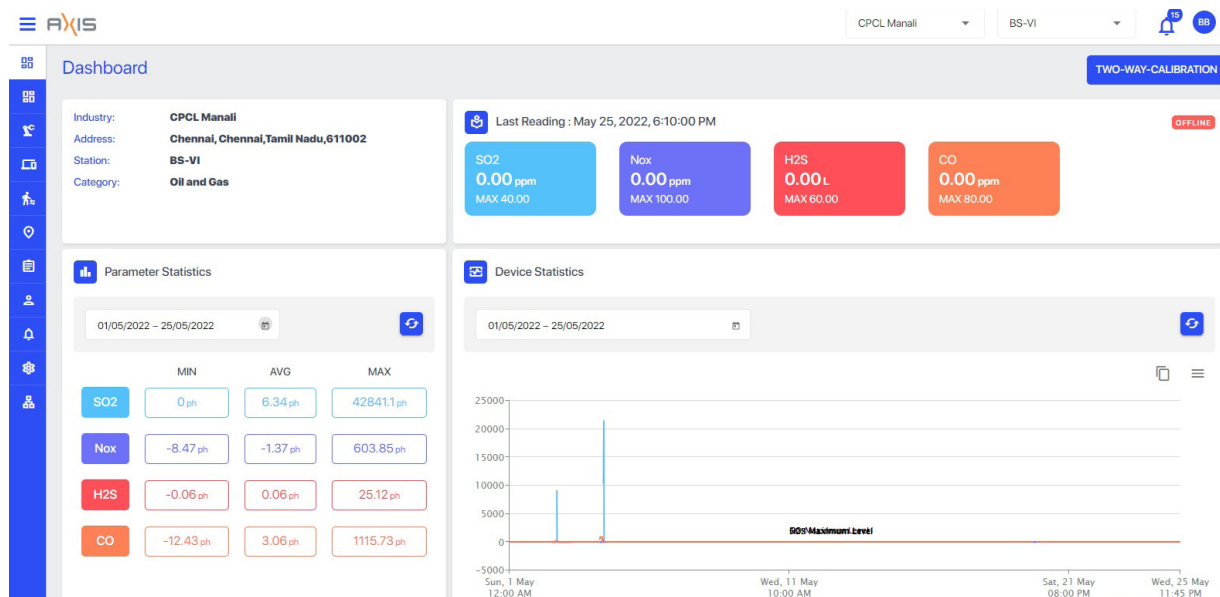 AXIS
CPCL Manali
BS-VI
15
BB
Dashboard
TWO-WAY-CALIBRATION
Industry: CPCL Manali
Address: Chennai, Chennai,Tamil Nadu,611002
Station: BS-VI
Category: Oil and Gas
Last Reading : May 25, 2022, 6:10:00 PM
OFFLINE
SO2
0.00 ppm
MAX 40.00
Nox
0.00 ppm
MAX 100.00
H2S
0.00 L
MAX 60.00
CO
0.00 ppm
MAX 80.00
Parameter Statistics
01/05/2022 – 25/05/2022
MIN AVG MAX
SO2 0 ph 6.34 ph 42841.1 ph
Nox -8.47 ph -1.37 ph 603.85 ph
H2S -0.06 ph 0.06 ph 25.12 ph
CO -12.43 ph 3.06 ph 1115.73 ph
Device Statistics
01/05/2022 – 25/05/2022
25000
20000
15000
10000
5000
0
-5000
Maximum Level
Sun, 1 May
12:00 AM
Wed, 11 May
10:00 AM
Sat, 21 May
08:00 PM
Wed, 25 May
11:45 PM